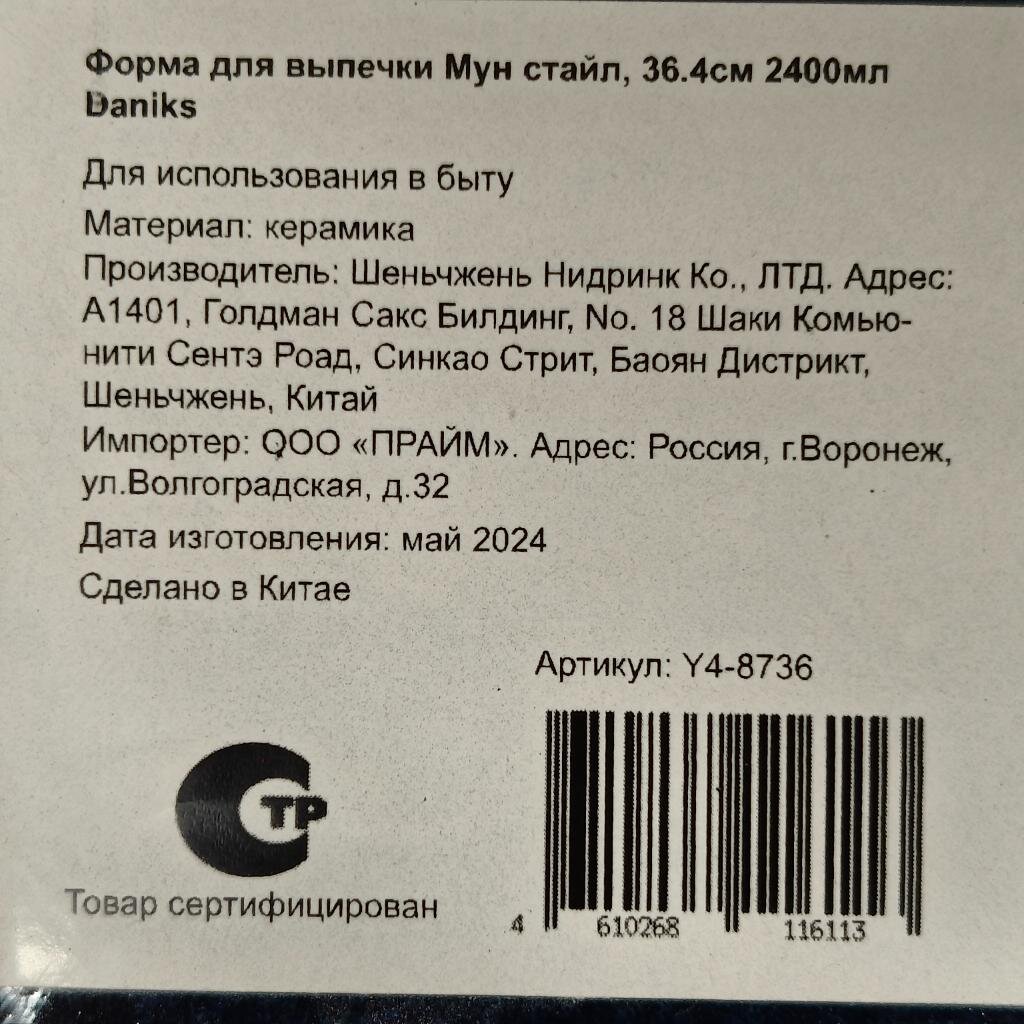 Форма для выпечки Мун стайл, 36.4см 2400мл
Daniks
Для использования в быту
Материал: керамика
Производитель: Шеньчжень Нидринк Ко., ЛТД. Адрес:
А1401, Голдман Сакс Билдинг, No. 18 Шаки Комью-
нити Сентэ Роад, Синкао Стрит, Баоян Дистрикт,
Шеньчжень, Китай
Импортер: ООО «ПРАЙМ». Адрес: Россия, г.Воронеж,
ул.Волгоградская, д.32
Дата изготовления: май 2024
Сделано в Китае
Артикул: Y4-8736
СТР
Товар сертифицирован
4 610268 116113